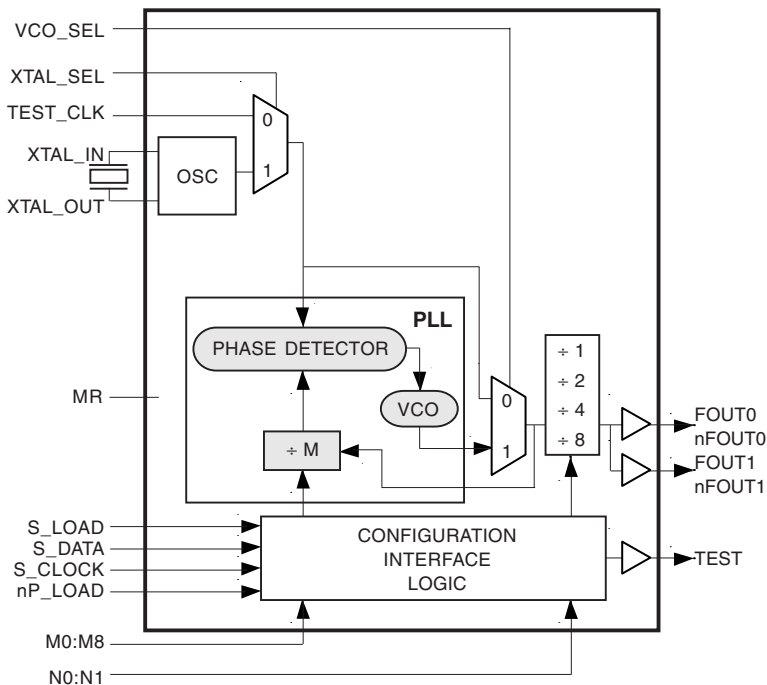 VCO_SEL
XTAL_SEL
TEST_CLK
0
XTAL_IN
OSC
1
XTAL_OUT
PLL
PHASE DETECTOR
÷ 1
÷ 2
÷ 4
÷ 8
MR
VCO
0
1
÷ M
FOUT0
nFOUT0
FOUT1
nFOUT1
S_LOAD
S_DATA
S_CLOCK
nP_LOAD
CONFIGURATION
INTERFACE
LOGIC
TEST
M0:M8
N0:N1